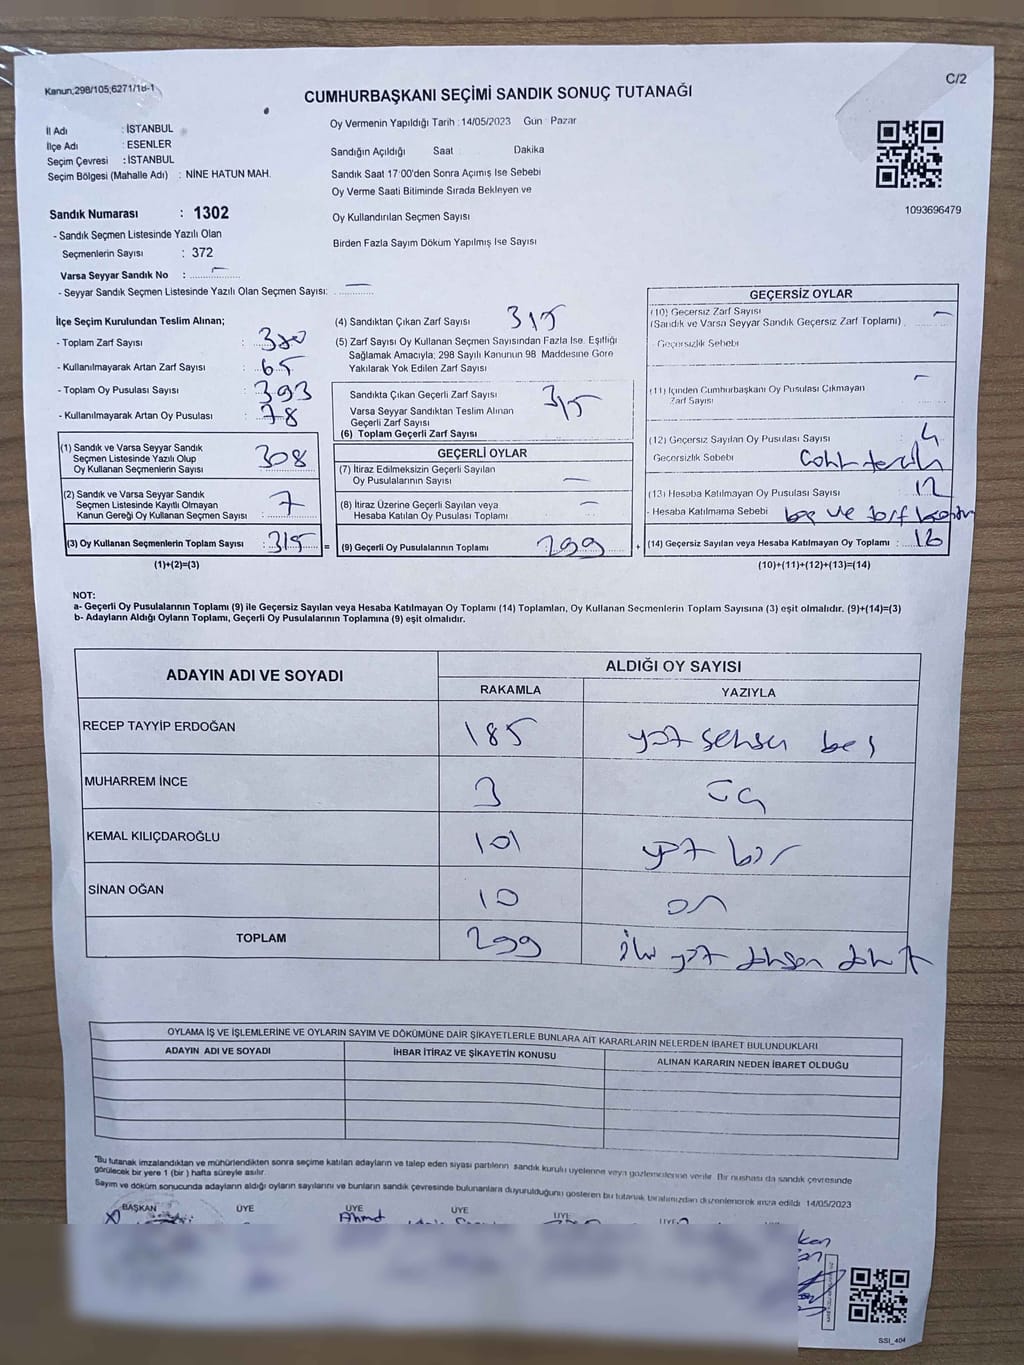 Kanun;298/105;6271/18-1
C/2
CUMHURBAŞKANI SEÇİMİ SANDIK SONUÇ TUTANAĞI
Oy Vermenin Yapıldığı Tarih : 14/05/2023 Gün : Pazar
İl Adı : İSTANBUL
İlçe Adı : ESENLER
Seçim Çevresi : İSTANBUL
Seçim Bölgesi (Mahalle Adı) : NİNE HATUN MAH.
Sandığın Açıldığı Saat Dakika
Sandık Saat 17:00'den Sonra Açımış İse Sebebi
Oy Verme Saati Bitiminde Sırada Bekleyen ve
Oy Kullandırılan Seçmen Sayısı
Birden Fazla Sayım Döküm Yapılmış İse Sayısı
1093696479
Sandık Numarası : 1302
- Sandık Seçmen Listesinde Yazılı Olan
Seçmenlerin Sayısı : 372
Varsa Seyyar Sandık No : —
- Seyyar Sandık Seçmen Listesinde Yazılı Olan Seçmen Sayısı: —
İlçe Seçim Kurulundan Teslim Alınan;
- Toplam Zarf Sayısı : 380
- Kullanılmayarak Artan Zarf Sayısı : 65
- Toplam Oy Pusulası Sayısı : 393
- Kullanılmayarak Artan Oy Pusulası : 78
(1) Sandık ve Varsa Seyyar Sandık
Seçmen Listesinde Yazılı Olup
Oy Kullanan Seçmenlerin Sayısı 308
(2) Sandık ve Varsa Seyyar Sandık
Seçmen Listesinde Kayıtlı Olmayan
Kanun Gereği Oy Kullanan Seçmen Sayısı : 7
(3) Oy Kullanan Seçmenlerin Toplam Sayısı : 315 =
(1)+(2)=(3)
(4) Sandıktan Çıkan Zarf Sayısı 315
(5) Zarf Sayısı Oy Kullanan Seçmen Sayısından Fazla İse, Eşitliği
Sağlamak Amacıyla; 298 Sayılı Kanunun 98 Maddesine Göre
Yakılarak Yok Edilen Zarf Sayısı
Sandıkta Çıkan Geçerli Zarf Sayısı 315
Varsa Seyyar Sandıktan Teslim Alınan
Geçerli Zarf Sayısı
(6) Toplam Geçerli Zarf Sayısı
GEÇERLİ OYLAR
(7) İtiraz Edilmeksizin Geçerli Sayılan
Oy Pusulalarının Sayısı —
(8) İtiraz Üzerine Geçerli Sayılan veya
Hesaba Katılan Oy Pusulası Toplamı —
(9) Geçerli Oy Pusulalarının Toplamı 299 +
GEÇERSİZ OYLAR
(10) Geçersiz Zarf Sayısı —
(Sandık ve Varsa Seyyar Sandık Geçersiz Zarf Toplamı)
- Geçersizlik Sebebi
(11) İçinden Cumhurbaşkanı Oy Pusulası Çıkmayan —
Zarf Sayısı
(12) Geçersiz Sayılan Oy Pusulası Sayısı 4
Geçersizlik Sebebi
(13) Hesaba Katılmayan Oy Pusulası Sayısı 12
- Hesaba Katılmama Sebebi boş ve
(14) Geçersiz Sayılan veya Hesaba Katılmayan Oy Toplamı : 16
(10)+(11)+(12)+(13)=(14)
NOT:
a- Geçerli Oy Pusulalarının Toplamı (9) ile Geçersiz Sayılan veya Hesaba Katılmayan Oy Toplamı (14) Toplamları, Oy Kullanan Seçmenlerin Toplam Sayısına (3) eşit olmalıdır. (9)+(14)=(3)
b- Adayların Aldığı Oyların Toplamı, Geçerli Oy Pusulalarının Toplamına (9) eşit olmalıdır.
ADAYIN ADI VE SOYADI
ALDIĞI OY SAYISI
RAKAMLA YAZIYLA
RECEP TAYYİP ERDOĞAN 185 yüz seksen beş
MUHARREM İNCE 3 üç
KEMAL KILIÇDAROĞLU 101 yüz bir
SİNAN OĞAN 10 on
TOPLAM 299 iki yüz doksan dokuz
OYLAMA İŞ VE İŞLEMLERİNE VE OYLARIN SAYIM VE DÖKÜMÜNE DAİR ŞİKAYETLERLE BUNLARA AİT KARARLARIN NELERDEN İBARET BULUNDUKLARI
ADAYIN ADI VE SOYADI İHBAR İTİRAZ VE ŞİKAYETİN KONUSU ALINAN KARARIN NEDEN İBARET OLDUĞU
"Bu tutanak imzalandıktan ve mühürlendikten sonra seçime katılan adayların ve talep eden siyasi partilerin sandık kurulu üyelerine veya gözlemcilerine verilir. Bir nüshası da sandık çevresinde
görülecek bir yere 1 (bir) hafta süreyle asılır.
Sayım ve döküm sonucunda adayların aldığı oyların sayılarını ve bunların sandık çevresinde bulunanlara duyurulduğunu gösteren bu tutanak tarafımızdan düzenlenerek imza edildi 14/05/2023
BAŞKAN ÜYE ÜYE ÜYE ÜYE ÜYE
Ahmet
SSI_404